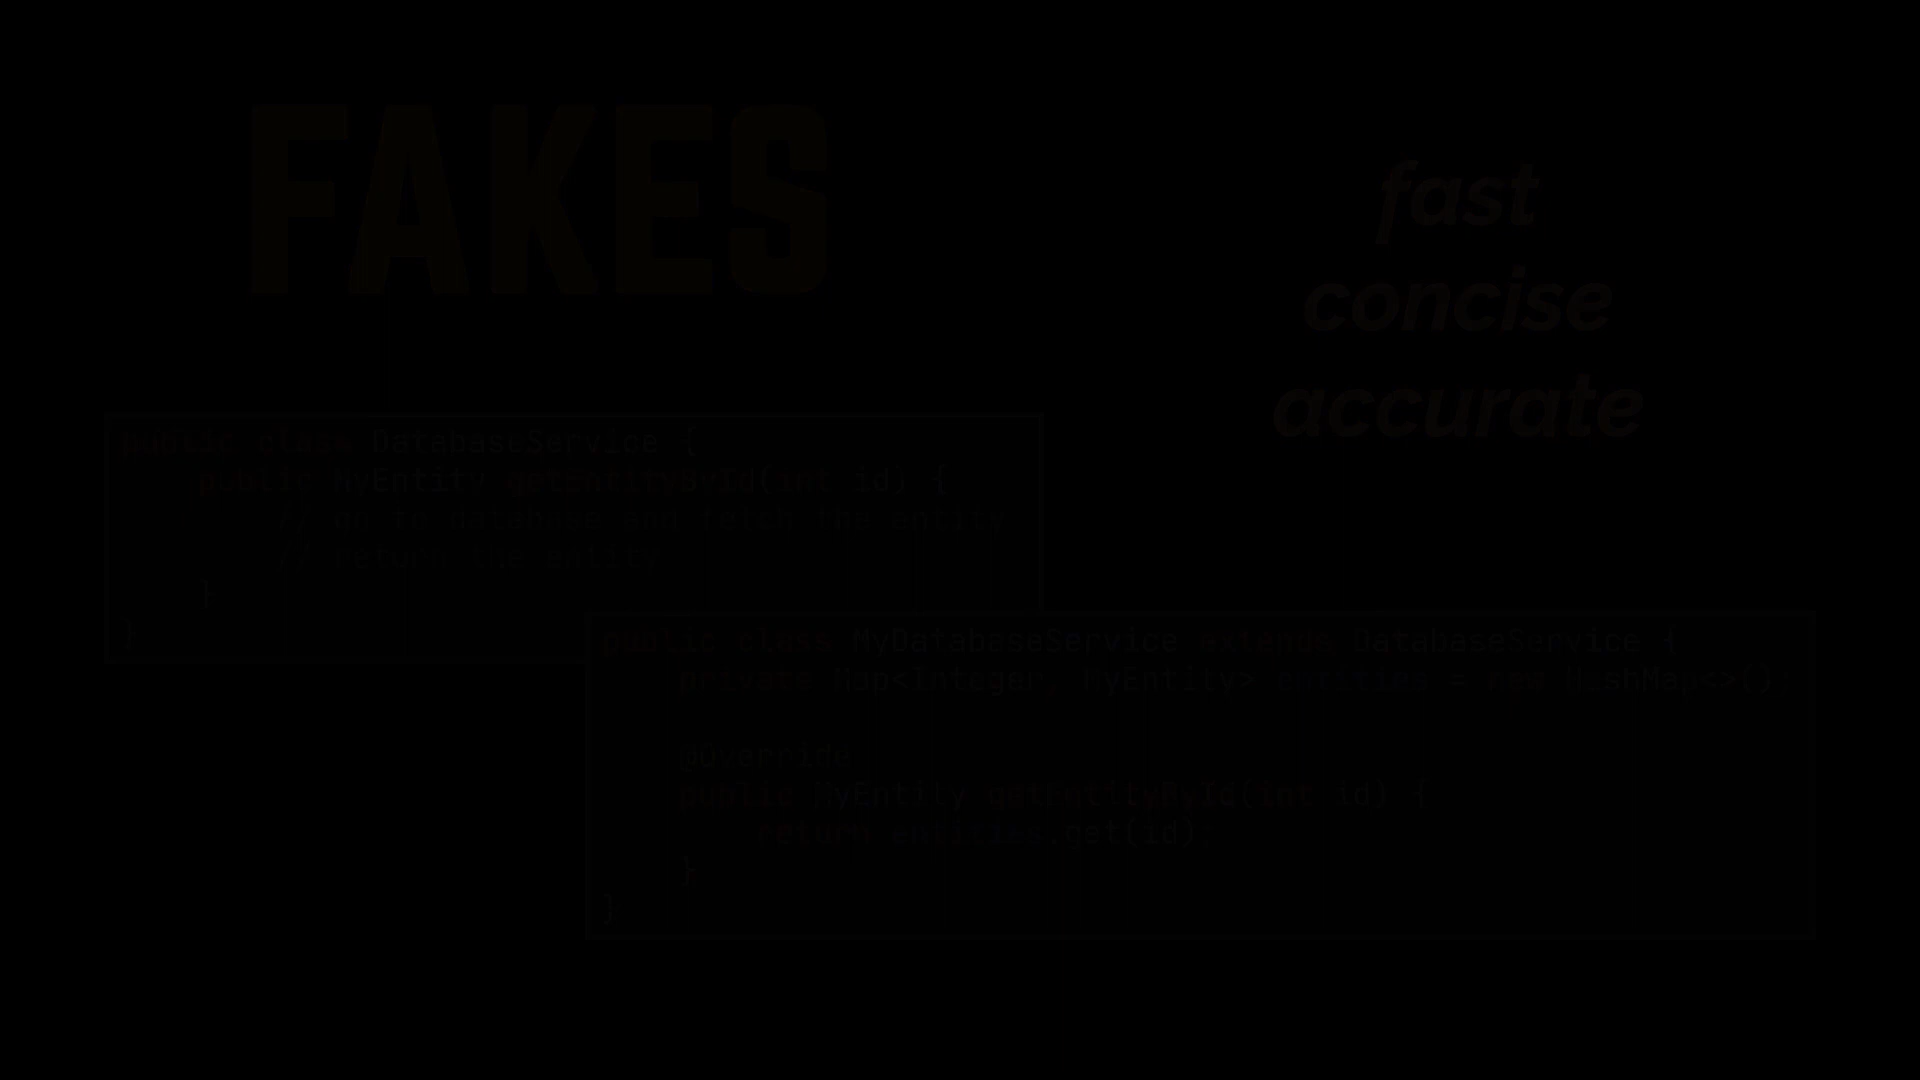 FAKES
fast
concise
accurate
public class DatabaseService {
    public MyEntity getEntityById(int id) {
        // go to database and fetch the entity
        // return the entity
    }
}
public class MyDatabaseService extends DatabaseService {
    private Map<Integer, MyEntity> entities = new HashMap<>();

    @Override
    public MyEntity getEntityById(int id) {
        return entities.get(id);
    }
}